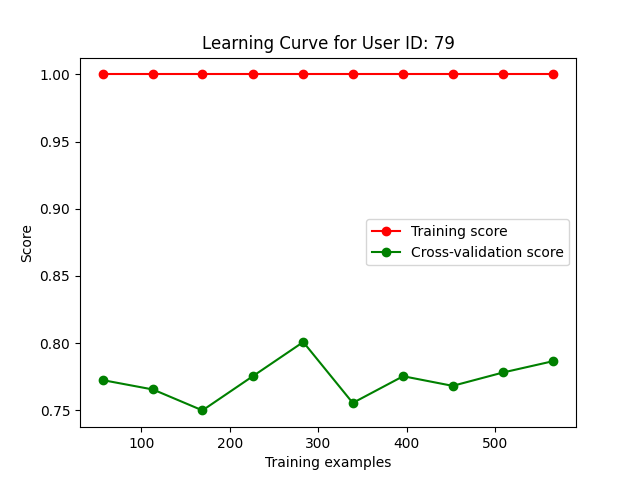 Learning Curve for User ID: 79
1.00
0.95
0.90
0.85
0.80
0.75
Score
Training score
Cross-validation score
100
200
300
400
500
Training examples